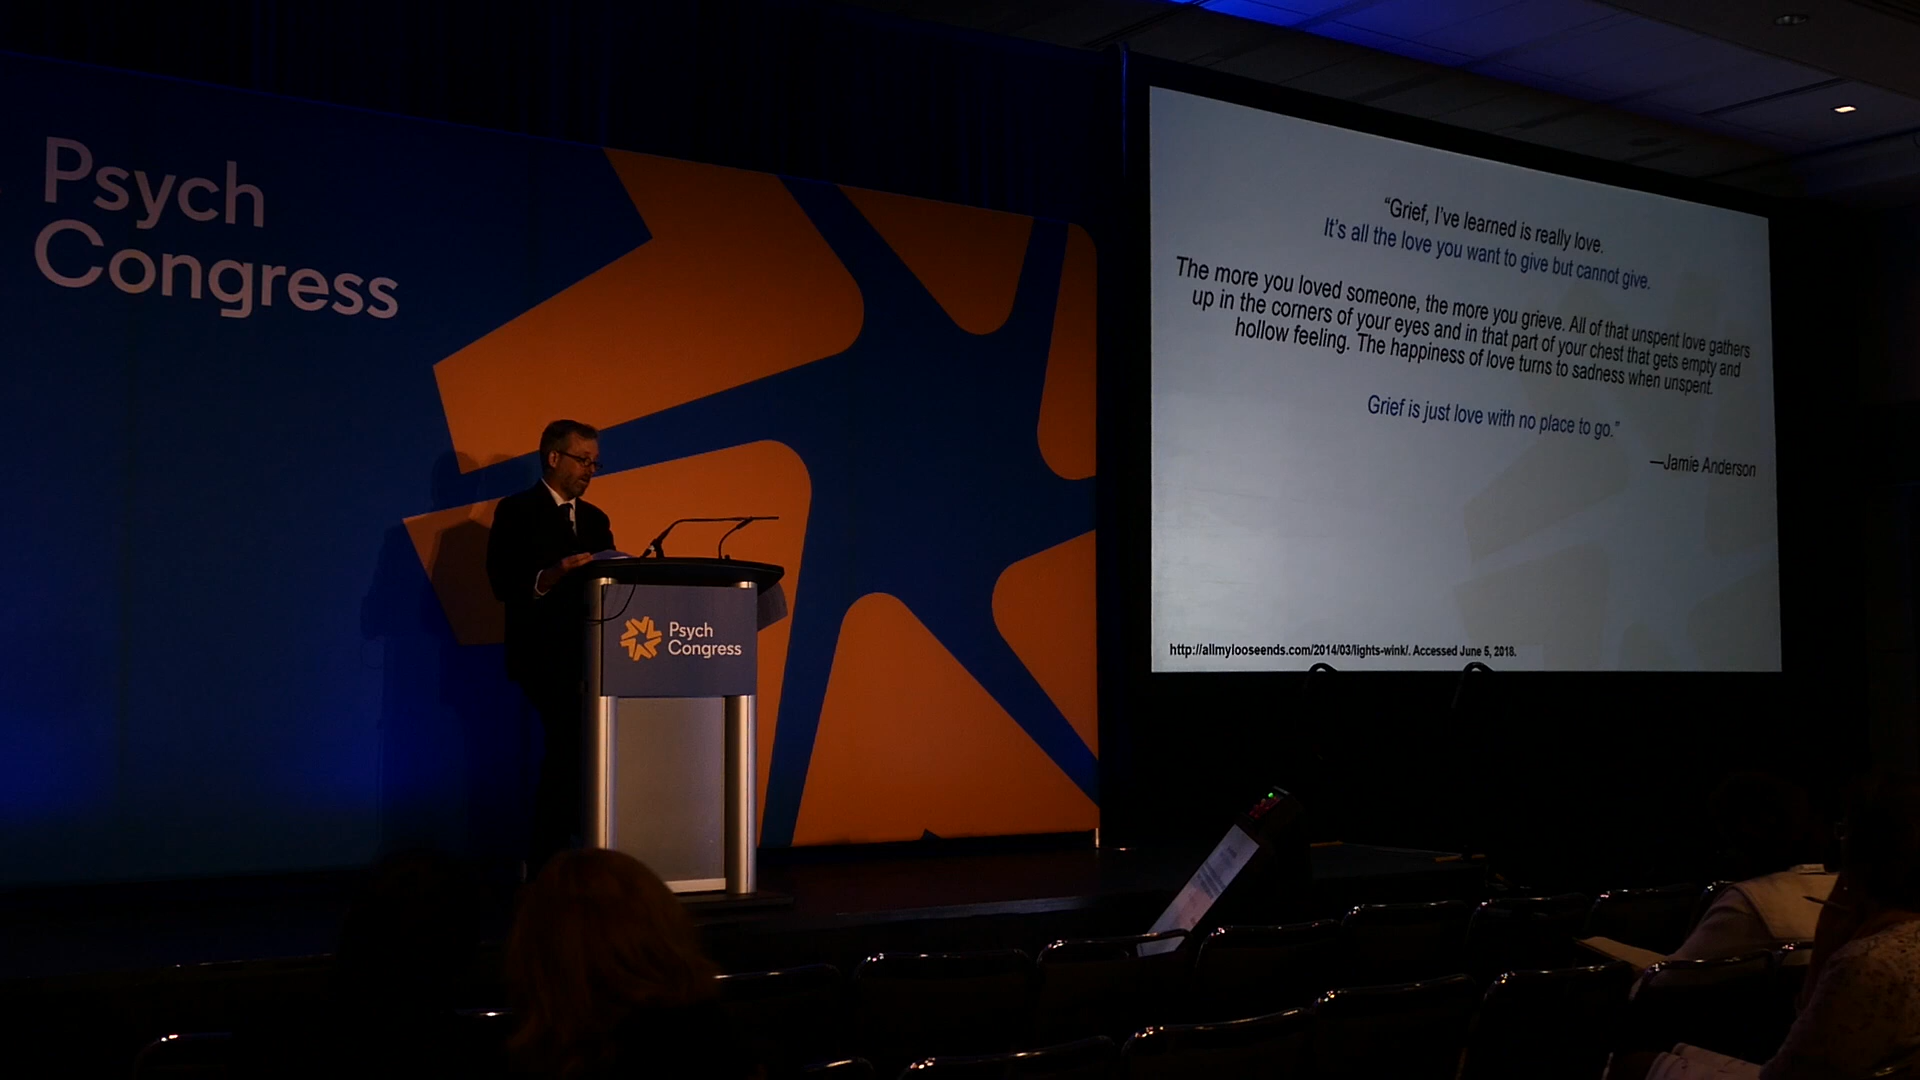 Psych
Congress
“Grief, I’ve learned is really love.
It’s all the love you want to give but cannot give.
The more you loved someone, the more you grieve. All of that unspent love gathers
up in the corners of your eyes and in that part of your chest that gets empty and
hollow feeling. The happiness of love turns to sadness when unspent.
Grief is just love with no place to go.”
—Jamie Anderson
http://allmylooseends.com/2014/03/lights-wink/. Accessed June 5, 2018.
Psych
Congress